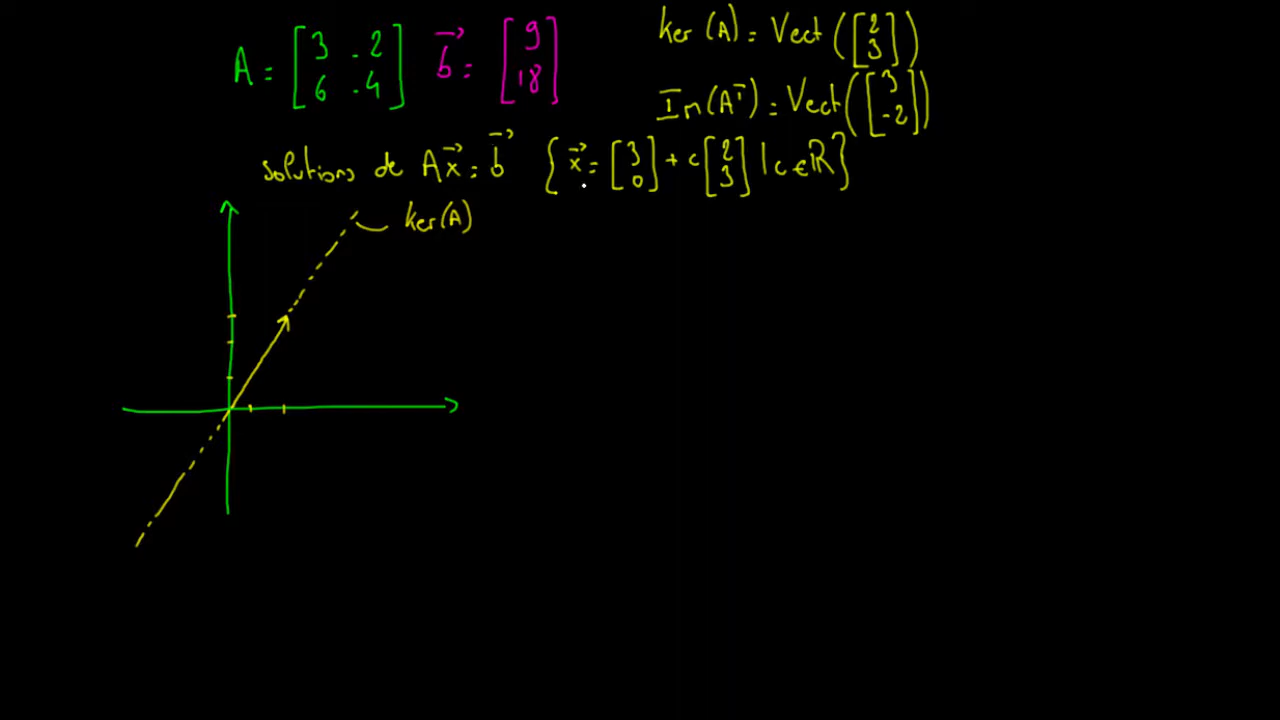 A = [3 -2; 6 -4] b⃗ = [9; 18]
ker(A) = Vect([2; 3])
Im(Aᵀ) = Vect([3; -2])
solutions de Ax⃗ = b⃗ {x⃗ = [3; 0] + c[2; 3] | c ∈ ℝ}
ker(A)